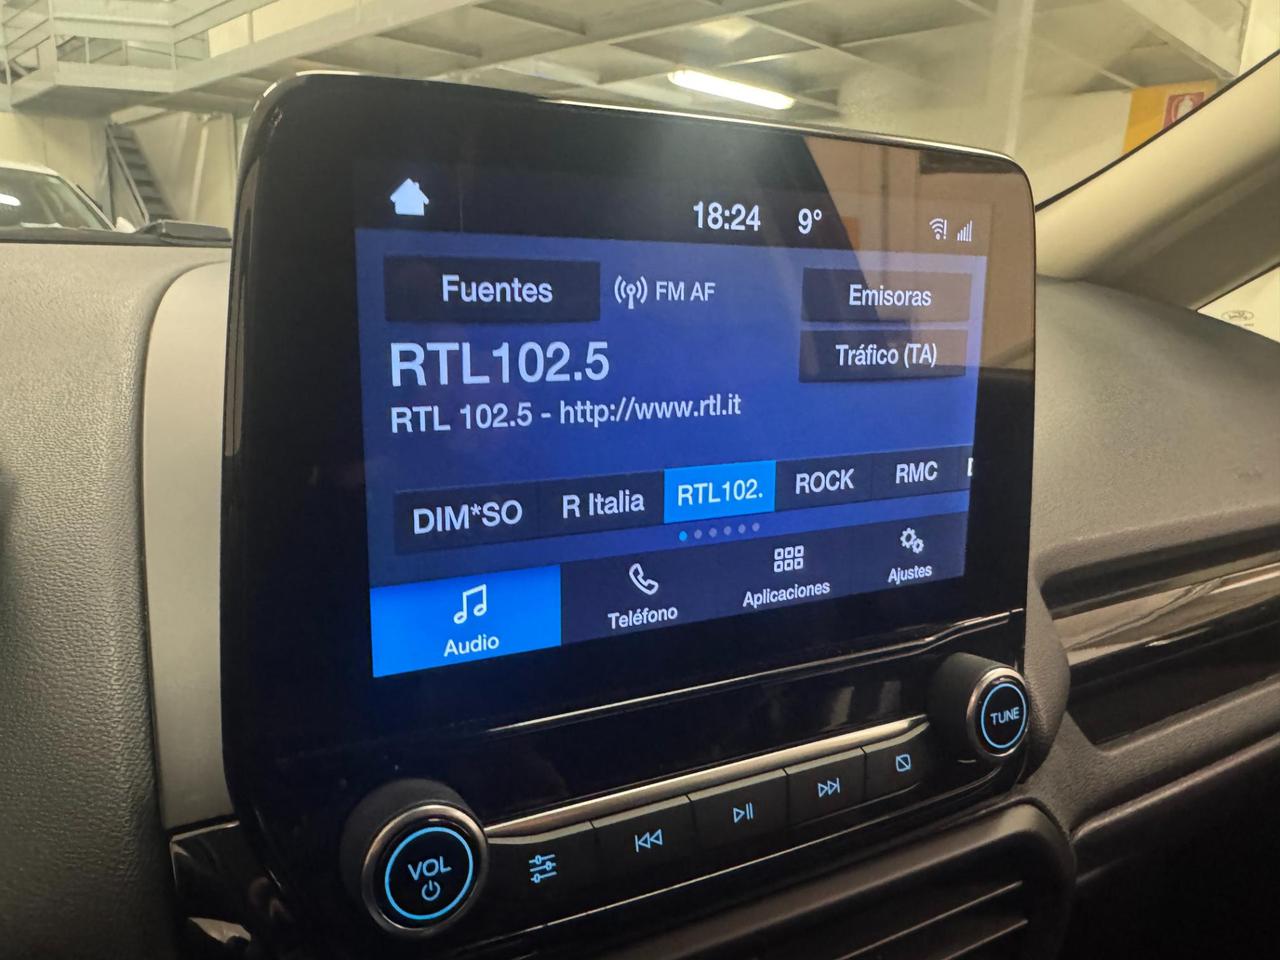 18:24 9°
Fuentes FM AF Emisoras
Tráfico (TA)
RTL102.5
RTL 102.5 - http://www.rtl.it
DIM*SO R Italia RTL102. ROCK RMC
Audio Teléfono Aplicaciones Ajustes
TUNE
VOL